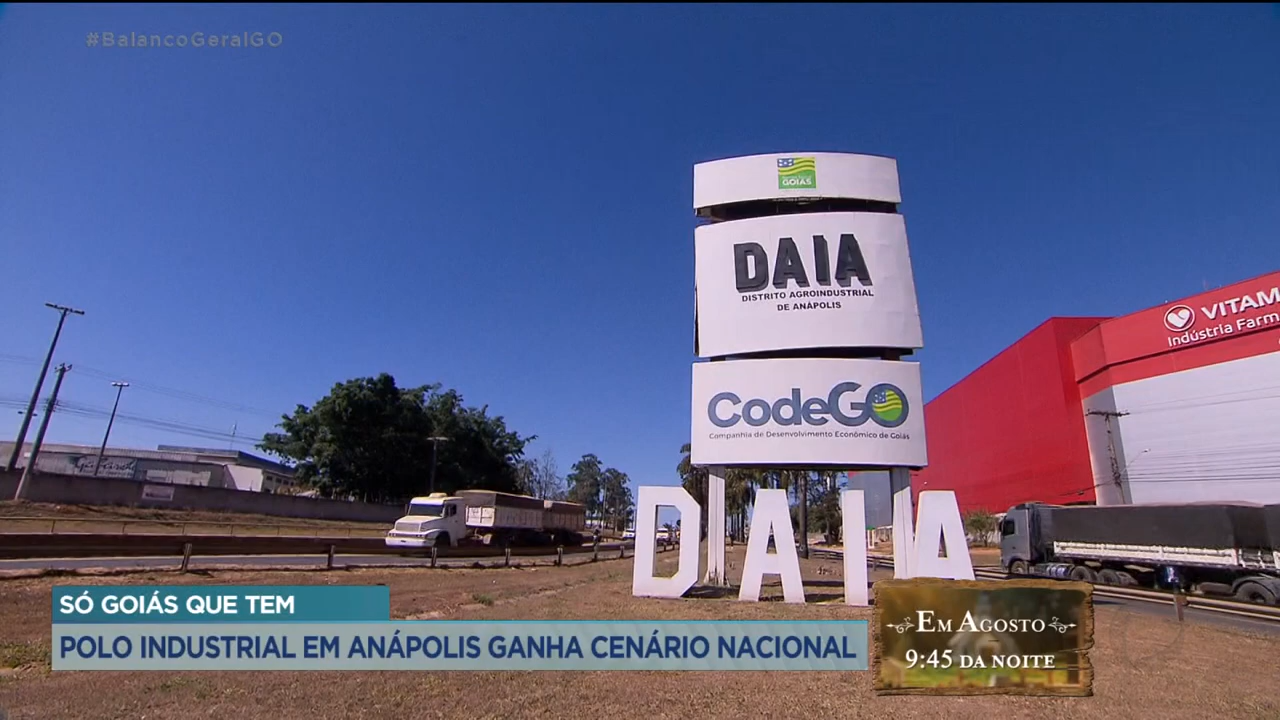 #BalancoGeralGO
GOIÁS
DAIA
DISTRITO AGROINDUSTRIAL
DE ANÁPOLIS
CodeGO
Companhia de Desenvolvimento Econômico de Goiás
DAIA
VITAM
Indústria Farm
SÓ GOIÁS QUE TEM
POLO INDUSTRIAL EM ANÁPOLIS GANHA CENÁRIO NACIONAL
EM AGOSTO
9:45 DA NOITE